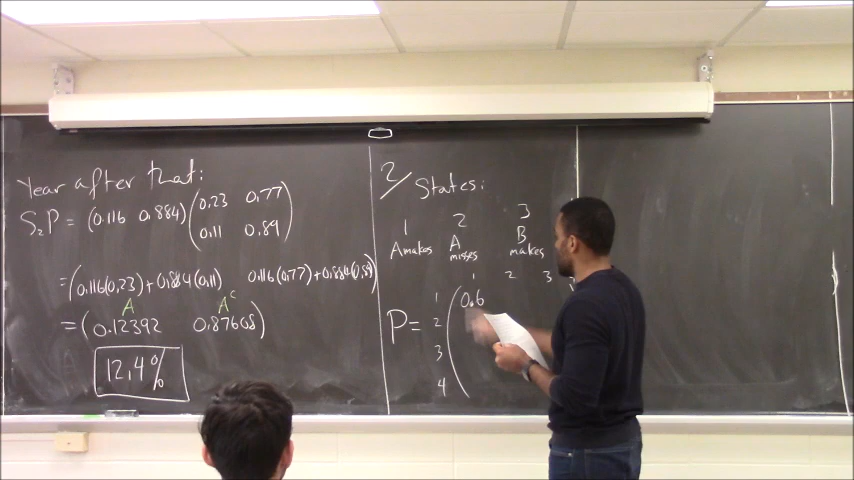 Year after that:
S₂P = (0.116 0.884) (0.23 0.77
0.11 0.89)
= (0.116(0.23)+0.884(0.11) 0.116(0.77)+0.884(0.89)
A Aᶜ
= (0.12392 0.87608)
12.4%
2/ States:
1 2 3
A makes A misses B makes
1 2 3
P =
1 (0.6
2
3
4